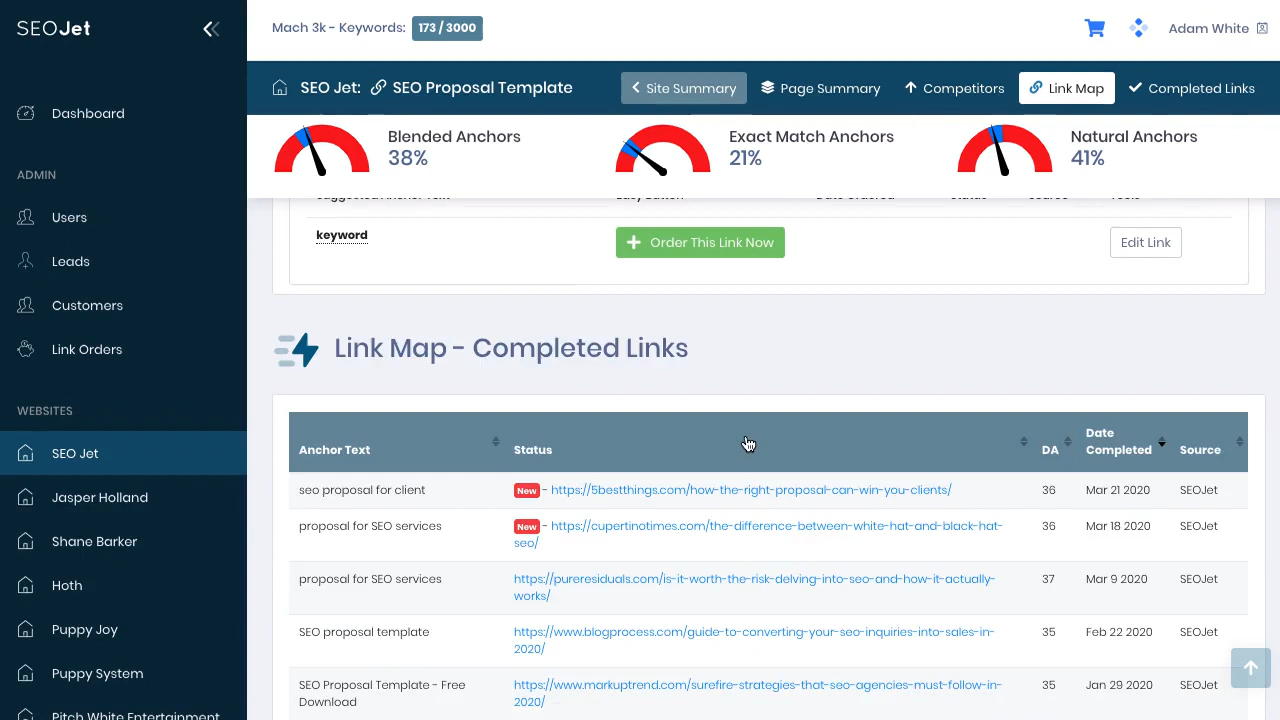 SEOJet
Mach 3k - Keywords: 173 / 3000
Adam White
SEO Jet: SEO Proposal Template
Site Summary
Page Summary
Competitors
Link Map
Completed Links
Dashboard
ADMIN
Users
Leads
Customers
Link Orders
WEBSITES
SEO Jet
Jasper Holland
Shane Barker
Hoth
Puppy Joy
Puppy System
Pitch White Entertainment
Blended Anchors
38%
Exact Match Anchors
21%
Natural Anchors
41%
Suggested Anchor Text Easy Button Date Ordered Status Source Tools
keyword
Order This Link Now
Edit Link
Link Map - Completed Links
Anchor Text Status DA Date Completed Source
seo proposal for client New - https://5bestthings.com/how-the-right-proposal-can-win-you-clients/ 36 Mar 21 2020 SEOJet
proposal for SEO services New - https://cupertinotimes.com/the-difference-between-white-hat-and-black-hat- 36 Mar 18 2020 SEOJet
seo/
proposal for SEO services https://pureresiduals.com/is-it-worth-the-risk-delving-into-seo-and-how-it-actually- 37 Mar 9 2020 SEOJet
works/
SEO proposal template https://www.blogprocess.com/guide-to-converting-your-seo-inquiries-into-sales-in- 35 Feb 22 2020 SEOJet
2020/
SEO Proposal Template - Free https://www.markuptrend.com/surefire-strategies-that-seo-agencies-must-follow-in- 35 Jan 29 2020 SEOJet
Download 2020/